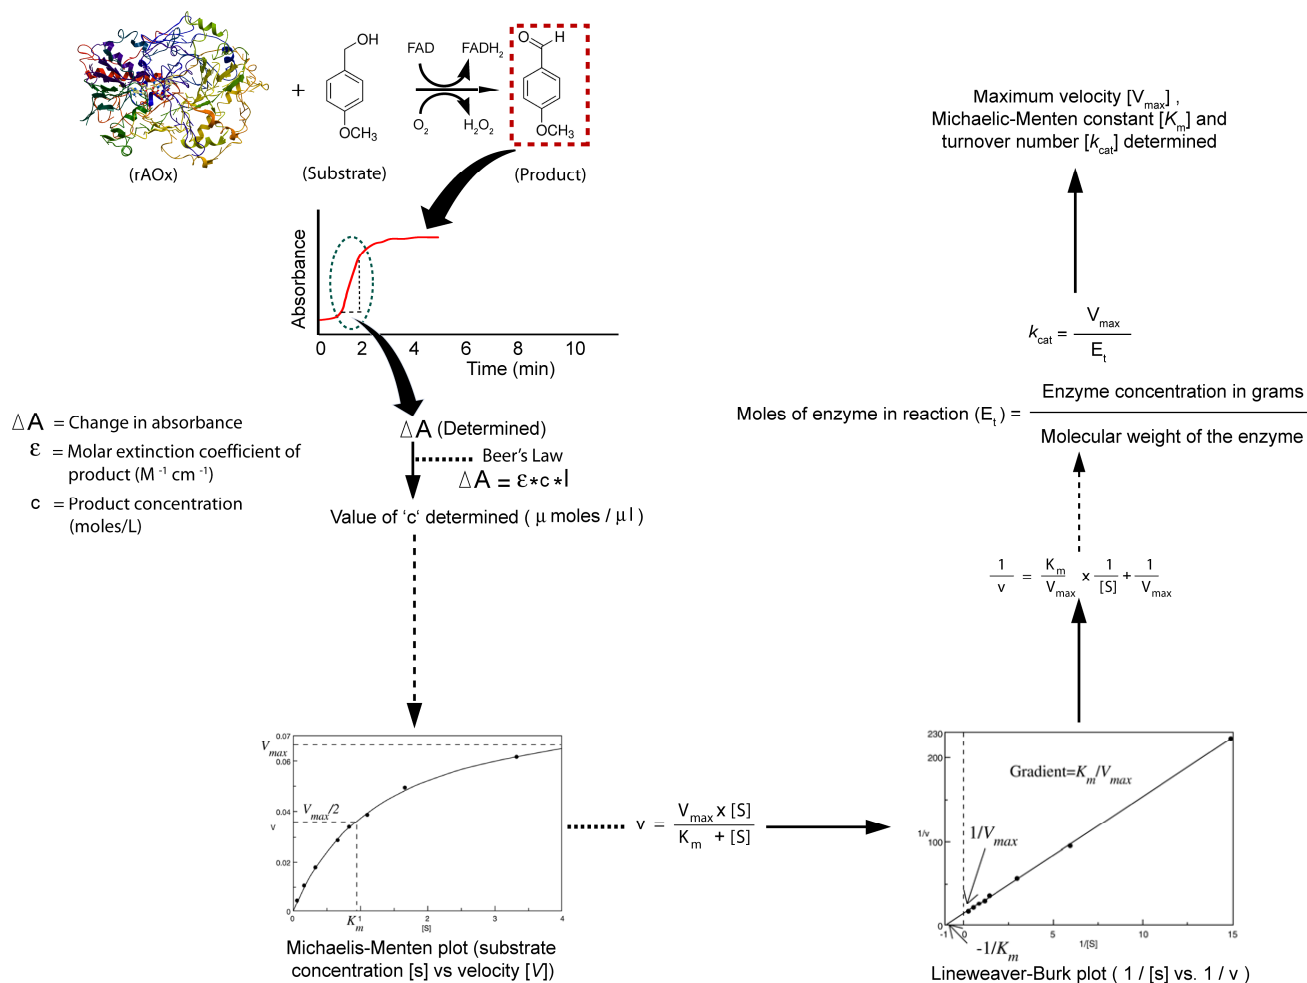 OH
FAD
FADH2
O
H
+
OCH3
O2
H2O2
OCH3
(rAOx)
(Substrate)
(Product)
Absorbance
0 2 4 6 8 10
Time (min)
Δ A = Change in absorbance
ε = Molar extinction coefficient of
product (M -1 cm -1)
c = Product concentration
(moles/L)
Δ A (Determined)
Beer's Law
Δ A = ε*c*l
Value of ‘c‘ determined ( μ moles / μl )
0.07
Vmax
Vmax/2
0.04
v
0.02
0
0 1 2 4
Km
[S]
Michaelis-Menten plot (substrate
concentration [s] vs velocity [V])
v = Vmax x [S]
Km + [S]
230
200
Gradient=Km/Vmax
1/v
1/Vmax
100
0
-1 0 5 10 15
-1/Km
1/[S]
Lineweaver-Burk plot ( 1 / [s] vs. 1 / v )
1 Km 1 1
v = Vmax x [S] + Vmax
Enzyme concentration in grams
Moles of enzyme in reaction (Et) =
Molecular weight of the enzyme
kcat = Vmax
Et
Maximum velocity [Vmax] ,
Michaelic-Menten constant [Km] and
turnover number [kcat] determined